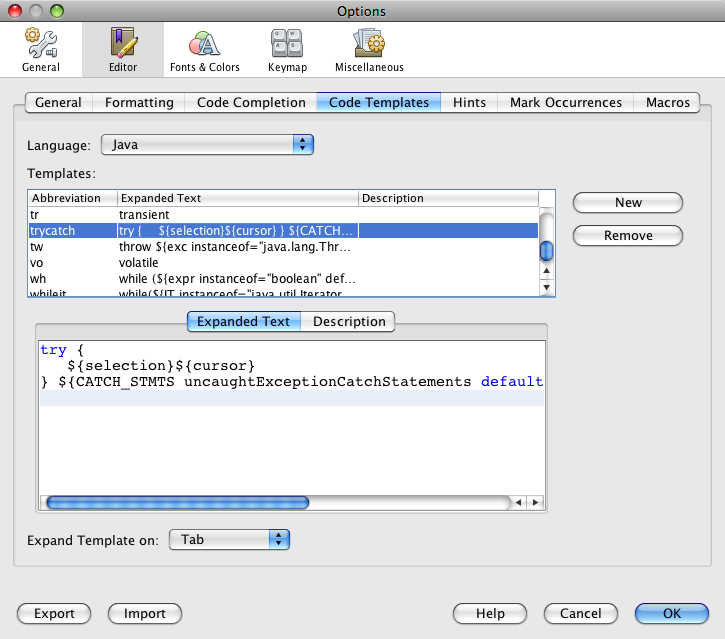 Options
General Editor Fonts & Colors Keymap Miscellaneous
General Formatting Code Completion Code Templates Hints Mark Occurrences Macros
Language: Java
Templates:
Abbreviation Expanded Text Description
tr transient
trycatch try { ${selection}${cursor} } ${CATCH...
tw throw ${exc instanceof="java.lang.Thr...
vo volatile
wh while (${expr instanceof="boolean" def...
whileit while(${IT instanceof="java.util.Iterator
New
Remove
Expanded Text Description
try {
${selection}${cursor}
} ${CATCH_STMTS uncaughtExceptionCatchStatements default
Expand Template on: Tab
Export Import Help Cancel OK